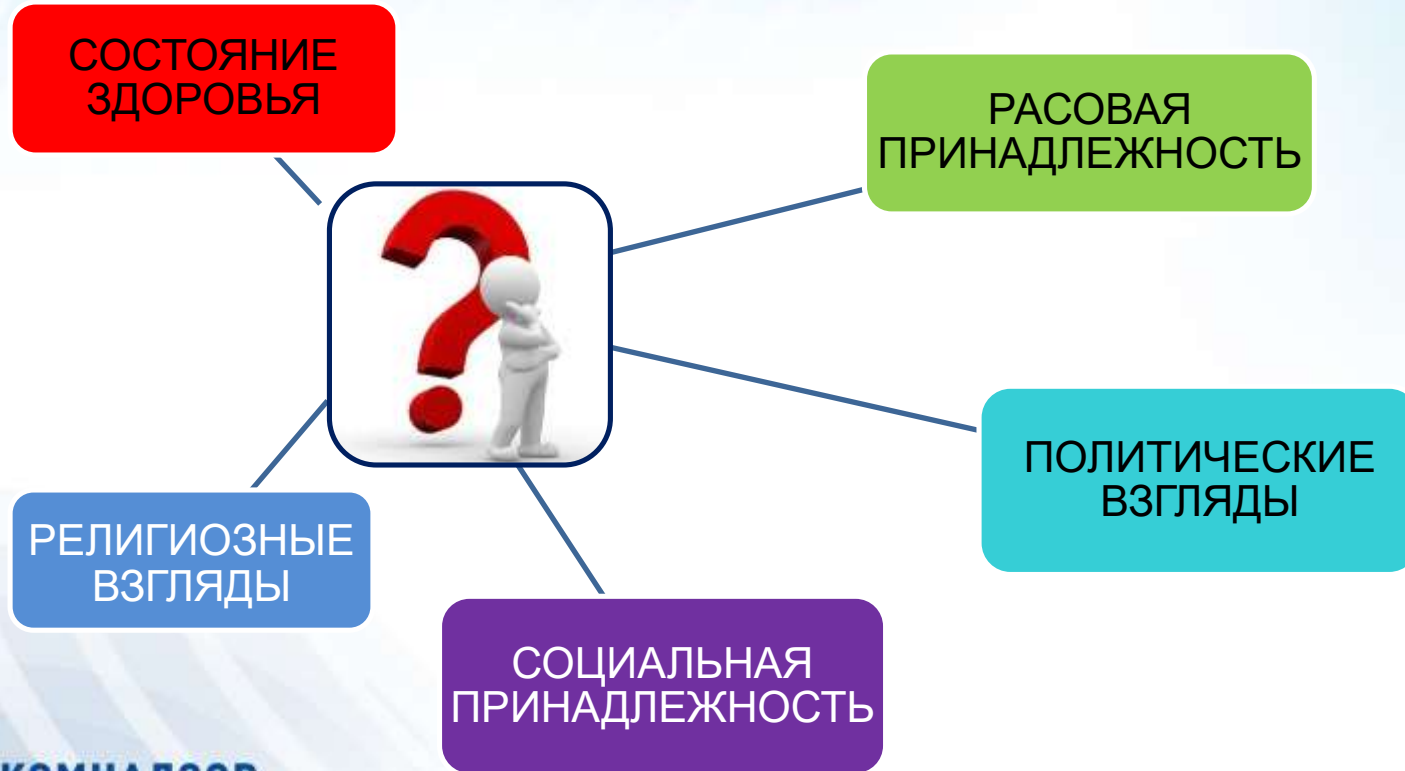 СОСТОЯНИЕ
ЗДОРОВЬЯ
РАСОВАЯ
ПРИНАДЛЕЖНОСТЬ
ПОЛИТИЧЕСКИЕ
ВЗГЛЯДЫ
РЕЛИГИОЗНЫЕ
ВЗГЛЯДЫ
СОЦИАЛЬНАЯ
ПРИНАДЛЕЖНОСТЬ